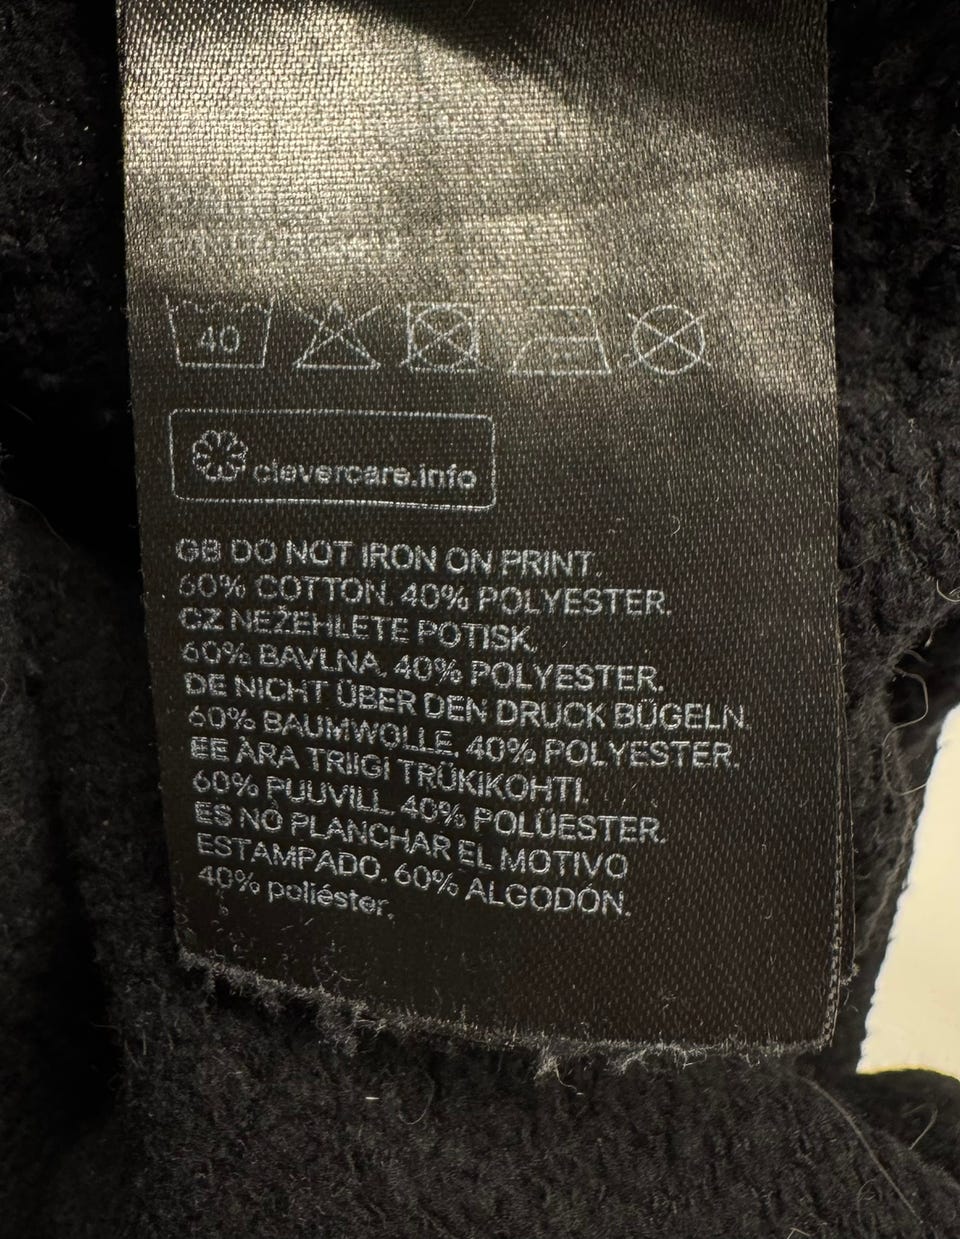 40
clevercare.info
GB DO NOT IRON ON PRINT.
60% COTTON. 40% POLYESTER.
CZ NEŽEHLETE POTISK.
60% BAVLNA. 40% POLYESTER.
DE NICHT ÜBER DEN DRUCK BÜGELN.
60% BAUMWOLLE. 40% POLYESTER.
EE ÄRA TRIIGI TRÜKIKOHTI.
60% PUUVILL. 40% POLÜESTER.
ES NO PLANCHAR EL MOTIVO
ESTAMPADO. 60% ALGODÓN.
40% poliéster.